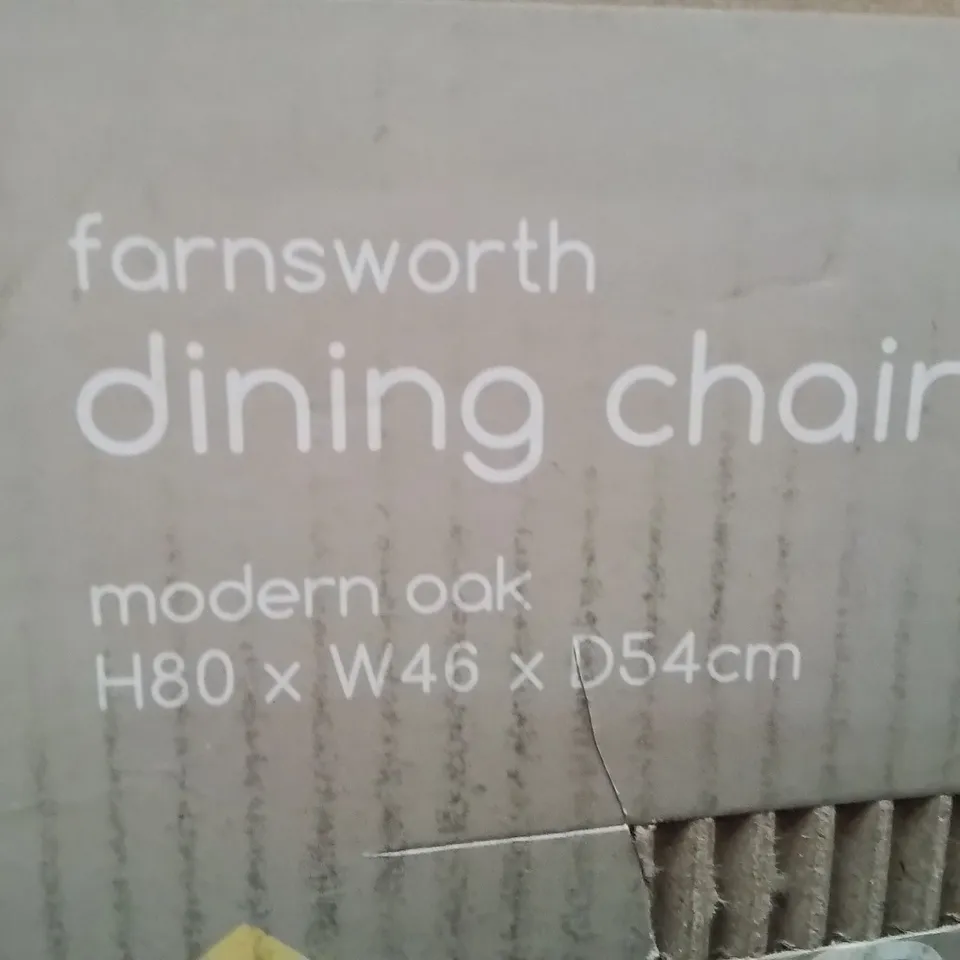 farnsworth
dining chair
modern oak
H80 x W46 x D54cm